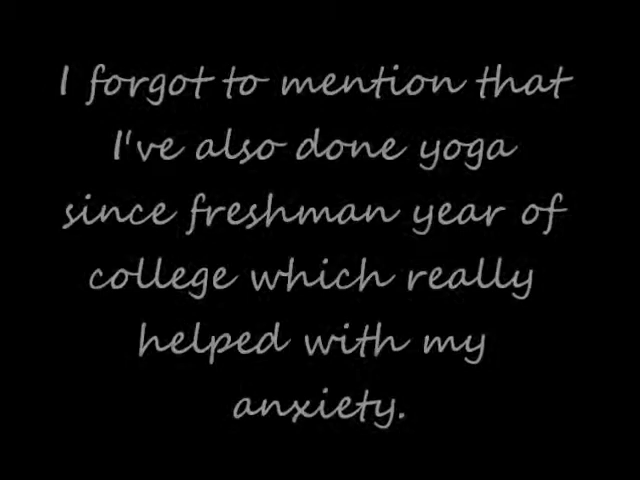 I forgot to mention that
I've also done yoga
since freshman year of
college which really
helped with my
anxiety.